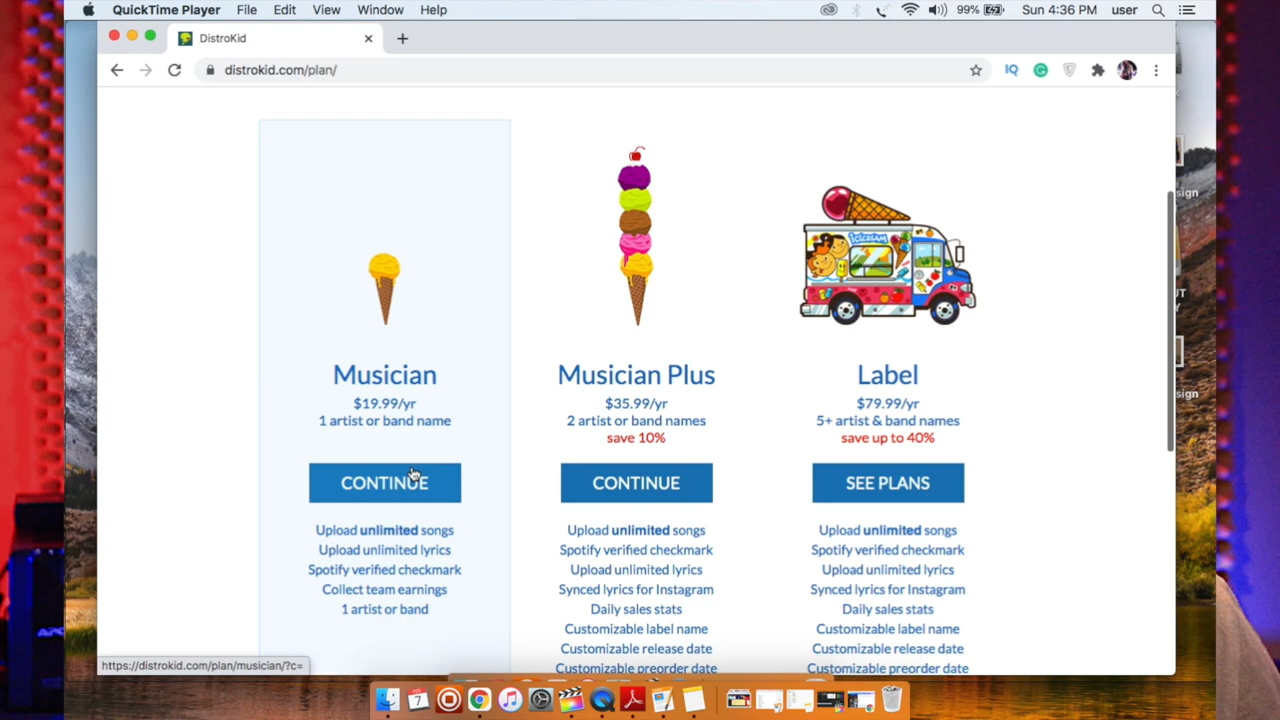 QuickTime Player File Edit View Window Help 99% Sun 4:36 PM user
DistroKid
distrokid.com/plan/
IQ
ICECREAM
Musician
$19.99/yr
1 artist or band name
CONTINUE
Upload unlimited songs
Upload unlimited lyrics
Spotify verified checkmark
Collect team earnings
1 artist or band
Musician Plus
$35.99/yr
2 artist or band names
save 10%
CONTINUE
Upload unlimited songs
Spotify verified checkmark
Upload unlimited lyrics
Synced lyrics for Instagram
Daily sales stats
Customizable label name
Customizable release date
Customizable preorder date
Label
$79.99/yr
5+ artist & band names
save up to 40%
SEE PLANS
Upload unlimited songs
Spotify verified checkmark
Upload unlimited lyrics
Synced lyrics for Instagram
Daily sales stats
Customizable label name
Customizable release date
Customizable preorder date
https://distrokid.com/plan/musician/?c=
7